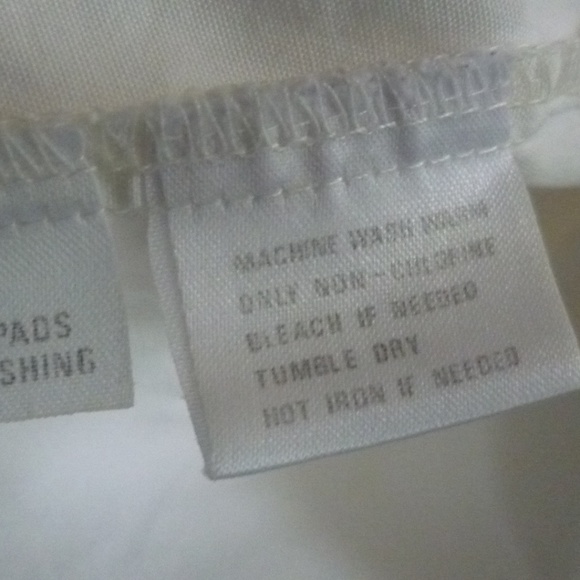 PADS
SHING
MACHINE WASH WARM
ONLY NON-CHLORINE
BLEACH IF NEEDED
TUMBLE DRY
HOT IRON IF NEEDED